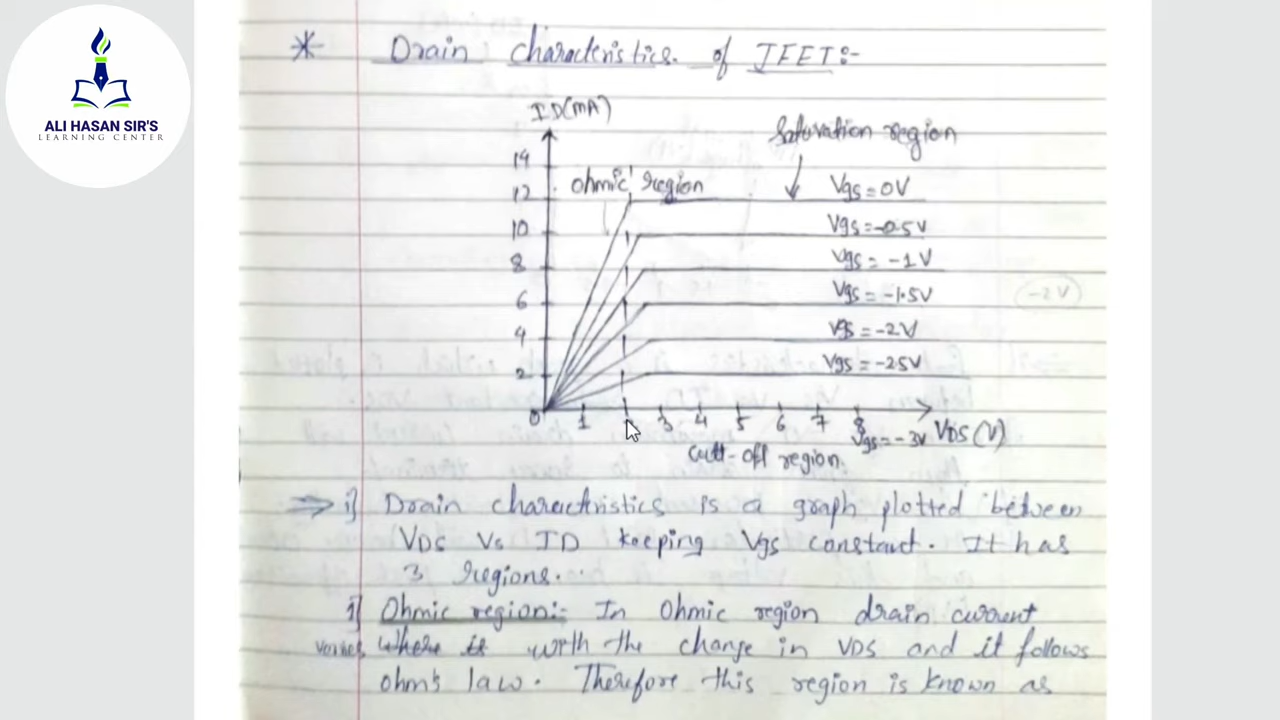 ALI HASAN SIR'S
LEARNING CENTER
* Drain characteristics. of JFET:-
ID(mA)
Saturation region
14
ohmic region
12
Vgs = 0V
10
Vgs = -0.5V
8
Vgs = -1V
6
Vgs = -1.5V
(-2V)
4
Vgs = -2V
2
Vgs = -2.5V
0 1 3 4 5 6 7 8 VDS (V)
Vgs = -3V
Cutt-off region.
⇒ i) Drain characteristics is a graph plotted between
VDS Vs ID keeping Vgs constant. It has
3 regions...
i) Ohmic region:- In Ohmic region drain current
varies with the change in VDS and it follows
ohm's law. Therefore this region is known as